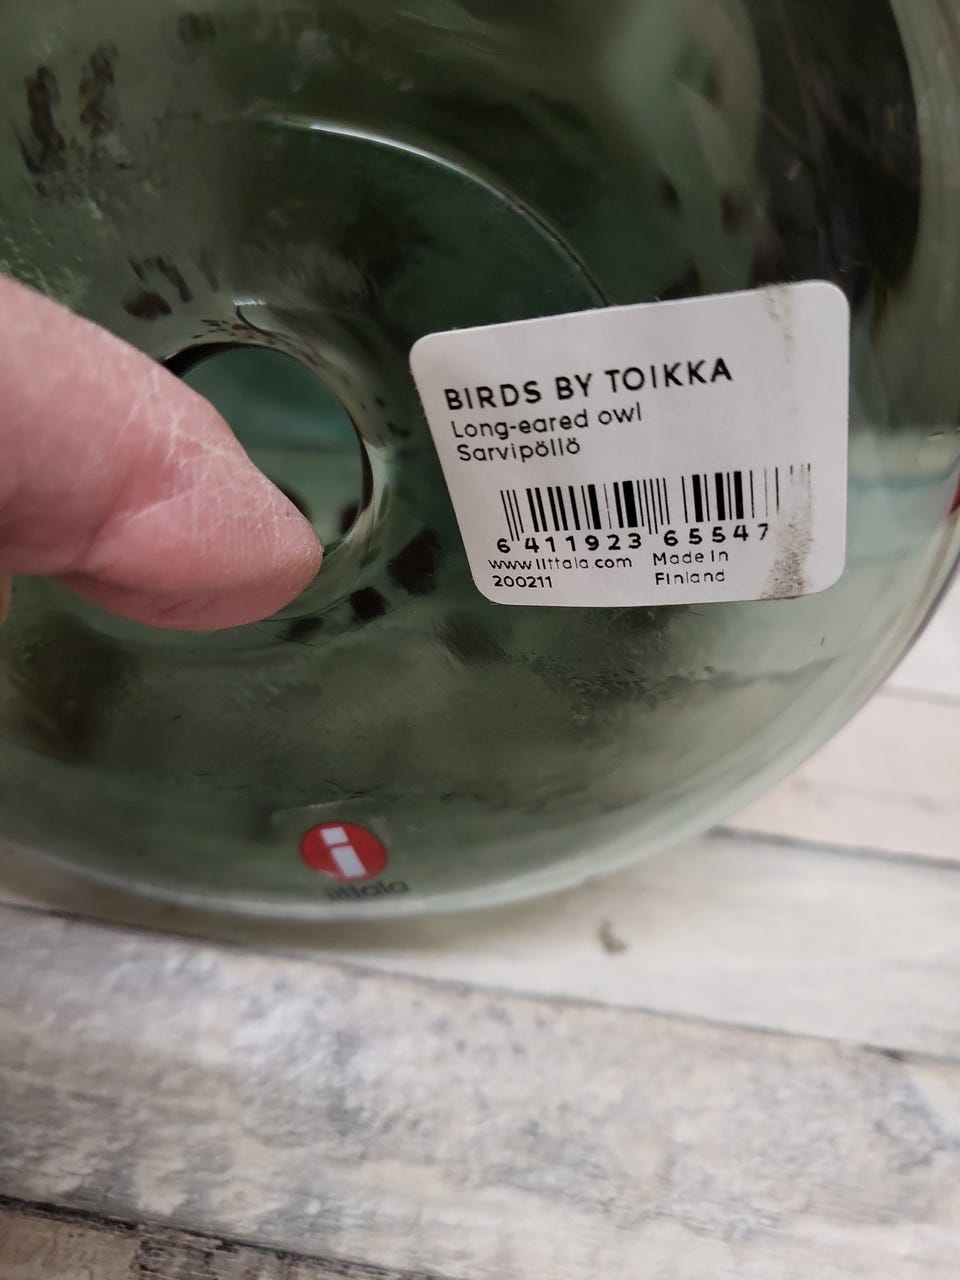 BIRDS BY TOIKKA
Long-eared owl
Sarvipöllö
6 411923 65547
www.iittala.com Made in
200211 Finland
i
iittala